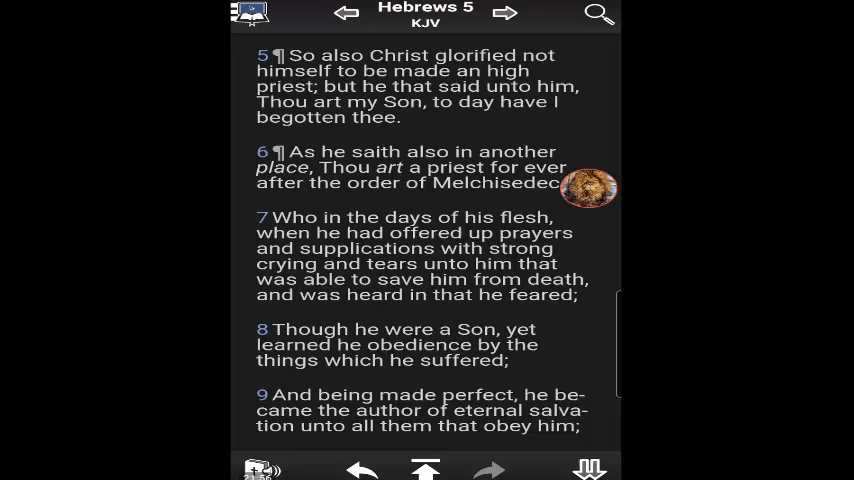 Hebrews 5
KJV
5 ¶ So also Christ glorified not
himself to be made an high
priest; but he that said unto him,
Thou art my Son, to day have I
begotten thee.
6 ¶ As he saith also in another
place, Thou art a priest for ever
after the order of Melchisedec
7 Who in the days of his flesh,
when he had offered up prayers
and supplications with strong
crying and tears unto him that
was able to save him from death,
and was heard in that he feared;
8 Though he were a Son, yet
learned he obedience by the
things which he suffered;
9 And being made perfect, he be-
came the author of eternal salva-
tion unto all them that obey him;
21:56